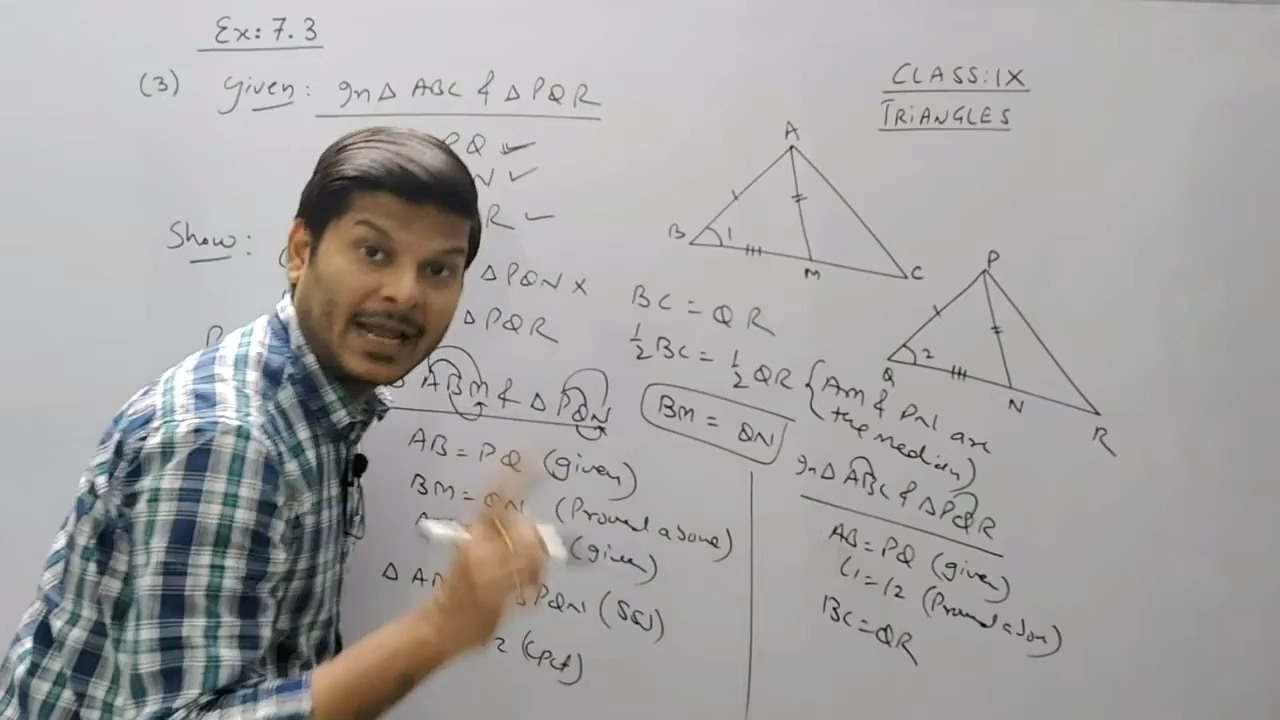 Ex: 7.3
(3) Given: In Δ ABC & Δ PQR
PQ ✓
N ✓
R ✓
Show:
Δ PQN ×
Δ PQR
ABM & Δ PQN
AB = PQ (given)
BM = QN (Proved above)
(given)
Δ PQN (SSS)
2 (CPCT)
CLASS: IX
TRIANGLES
A
B
1
M
C
P
Q
2
N
R
BC = QR
1/2 BC = 1/2 QR { AM & PN are
the median)
BM = QN
In Δ ABC & Δ PQR
AB = PQ (given)
∠1 = ∠2 (Proved above)
BC = QR